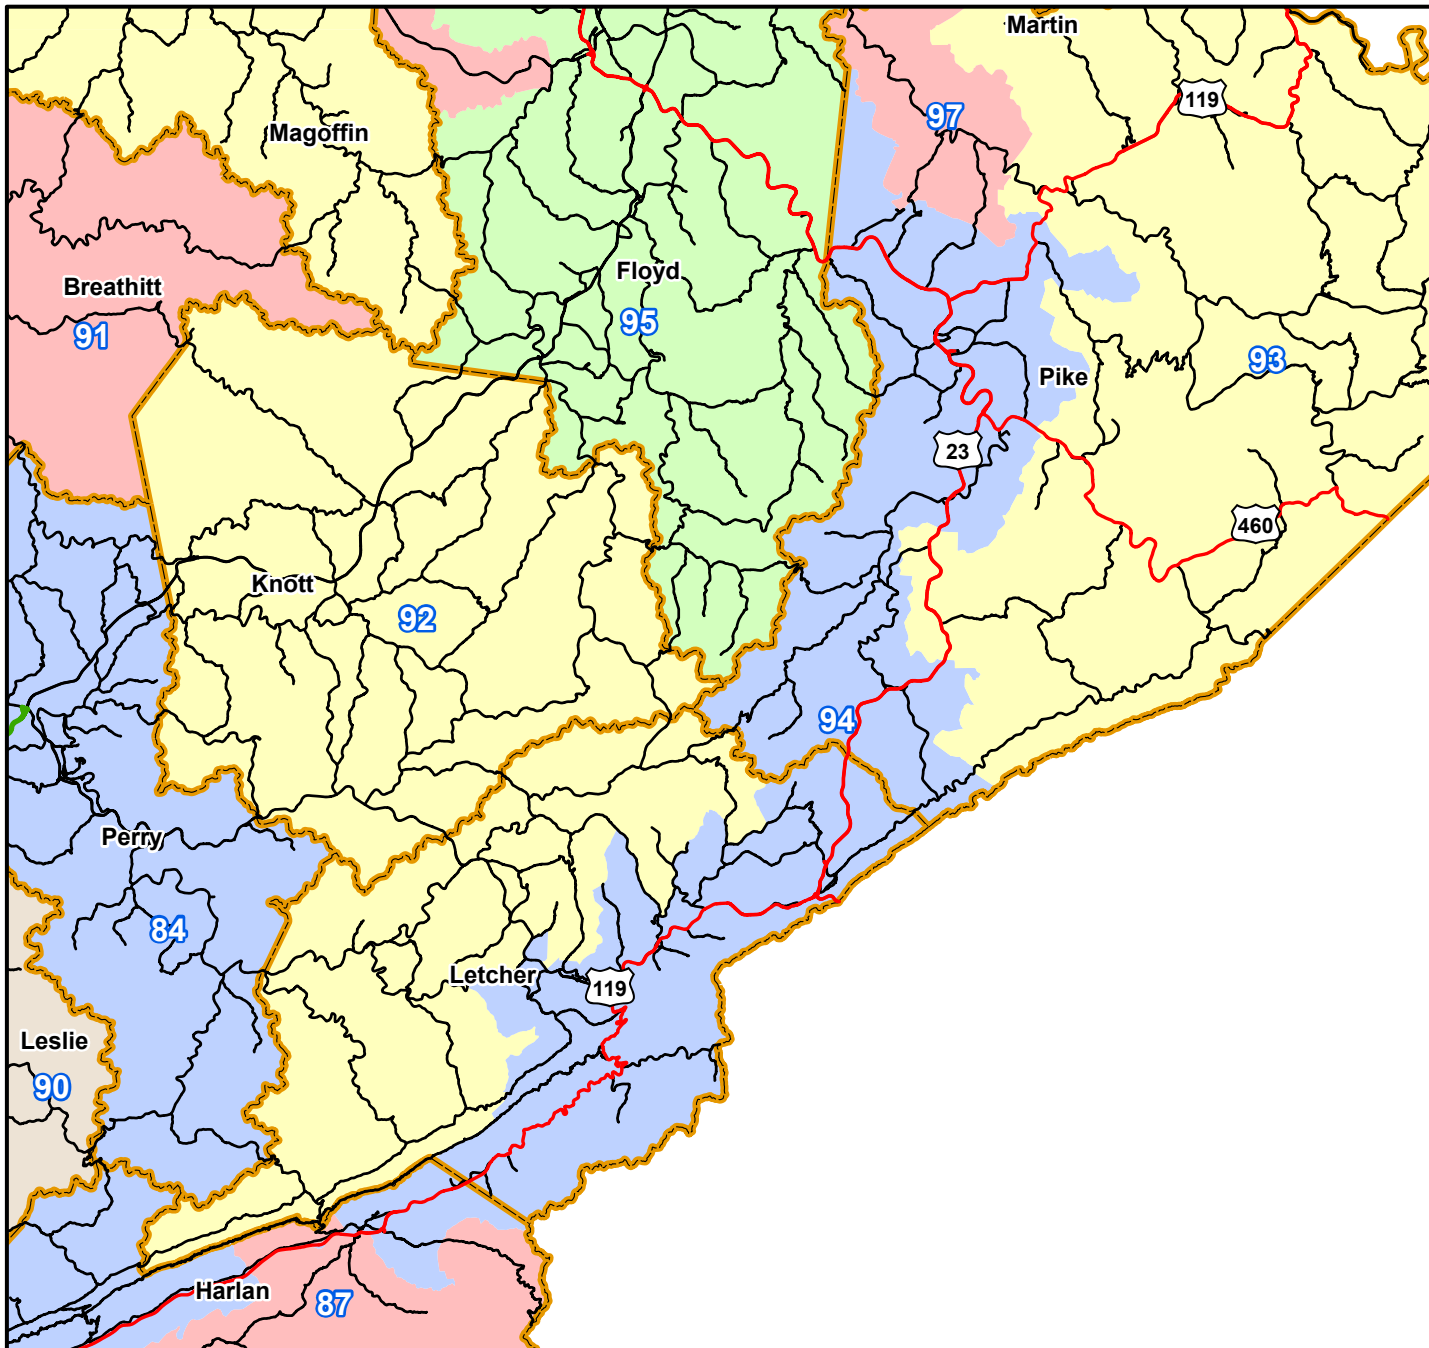 Martin
119
97
Magoffin
Floyd
Breathitt
95
91
93
Pike
23
460
Knott
92
94
Perry
84
Letcher
119
Leslie
90
Harlan
87